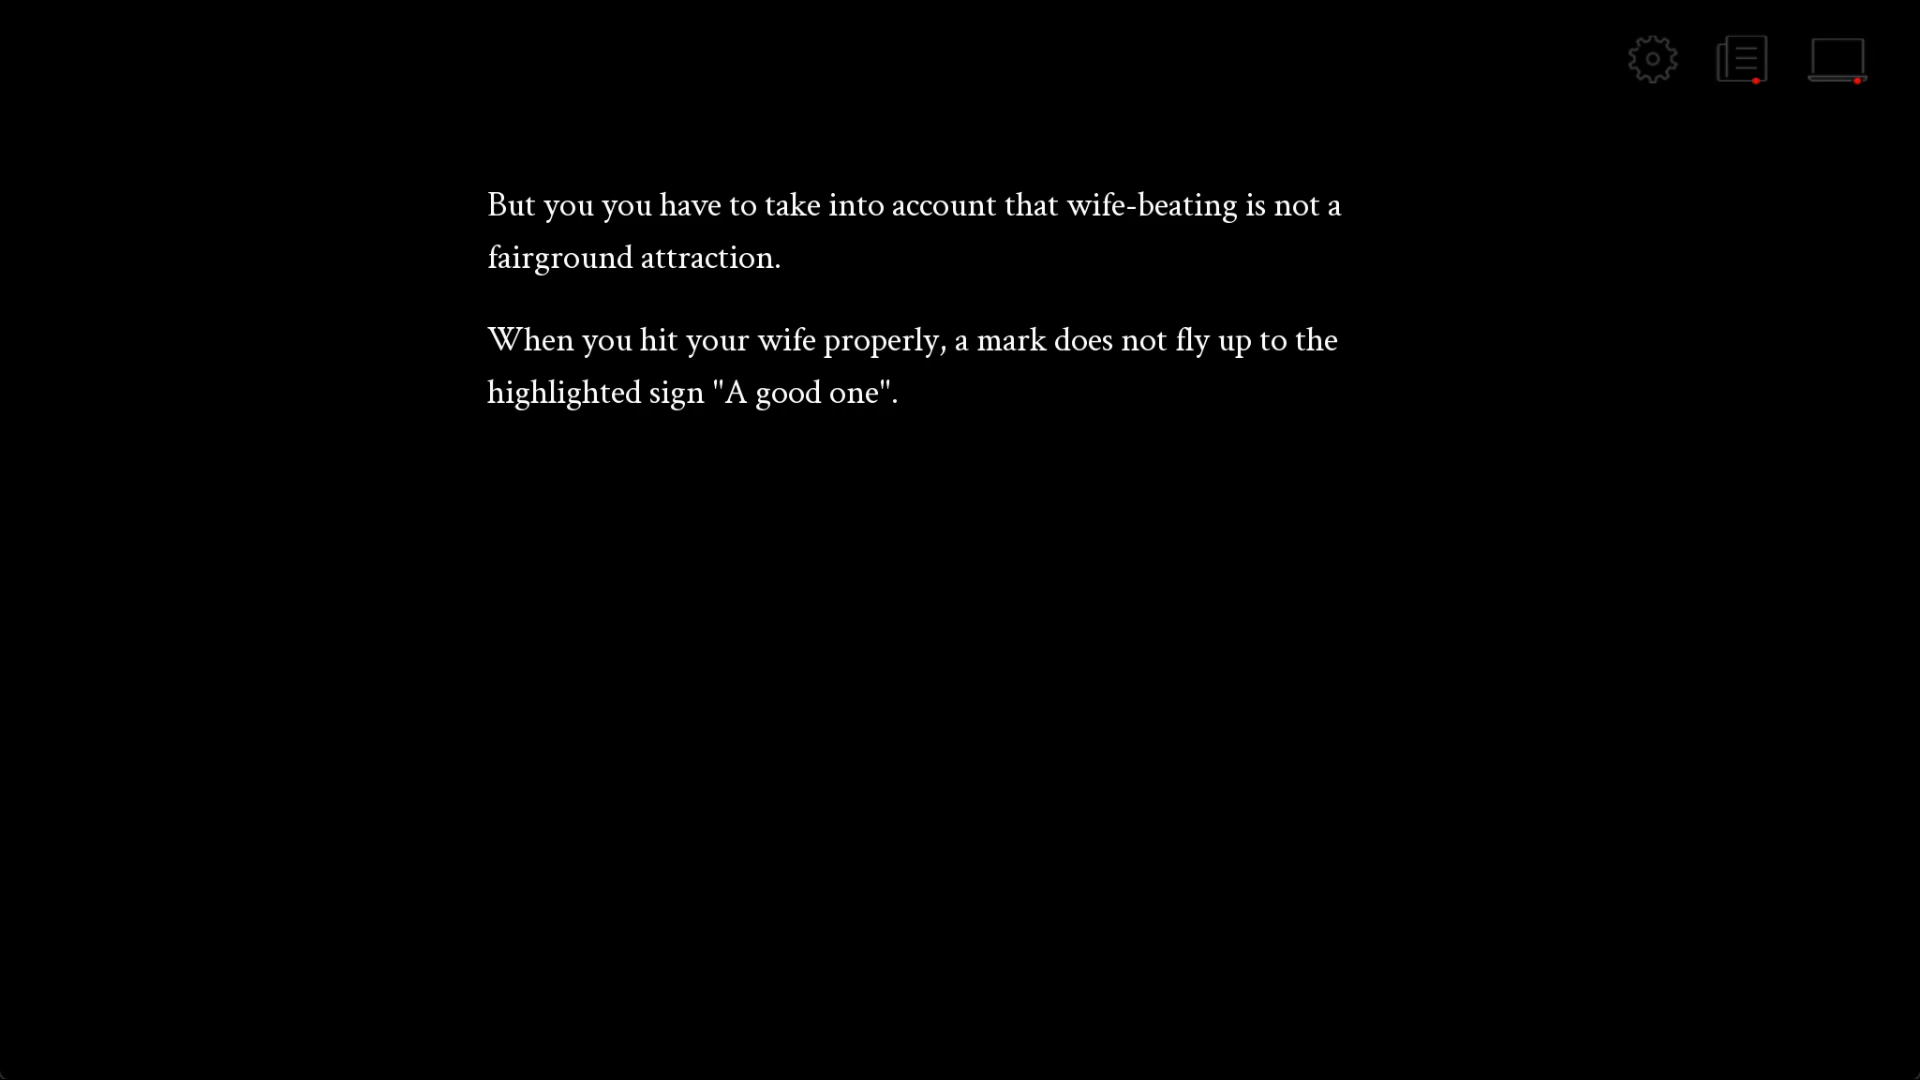 But you you have to take into account that wife-beating is not a
fairground attraction.
When you hit your wife properly, a mark does not fly up to the
highlighted sign "A good one".